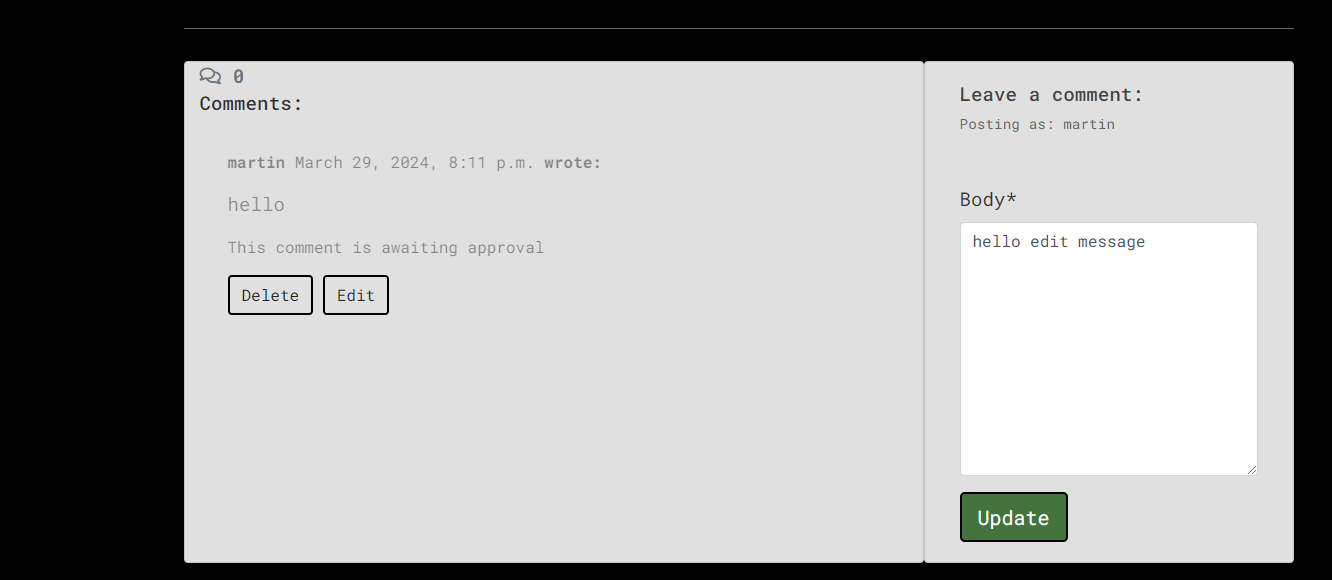 0
Comments:
martin March 29, 2024, 8:11 p.m. wrote:
hello
This comment is awaiting approval
Delete Edit
Leave a comment:
Posting as: martin
Body*
hello edit message
Update